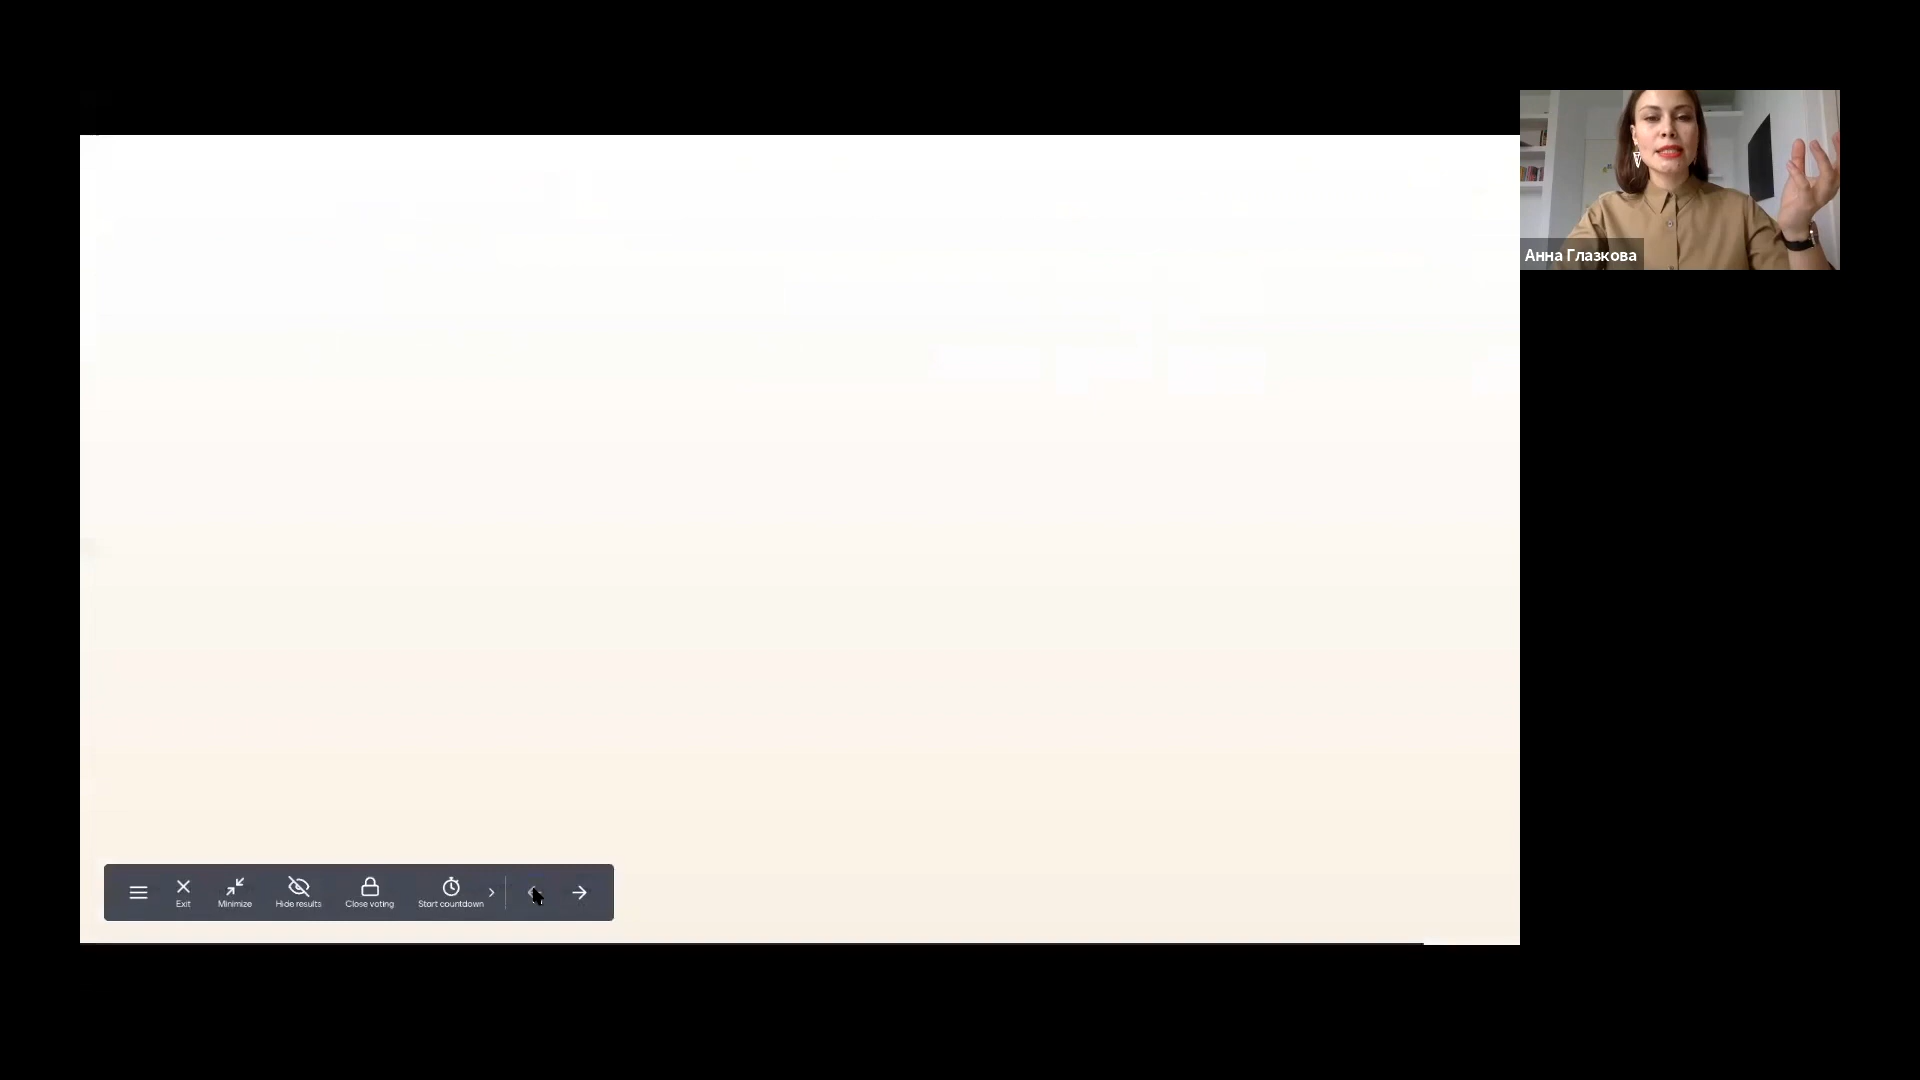 Анна Глазкова
Exit
Minimize
Hide results
Close voting
Start countdown